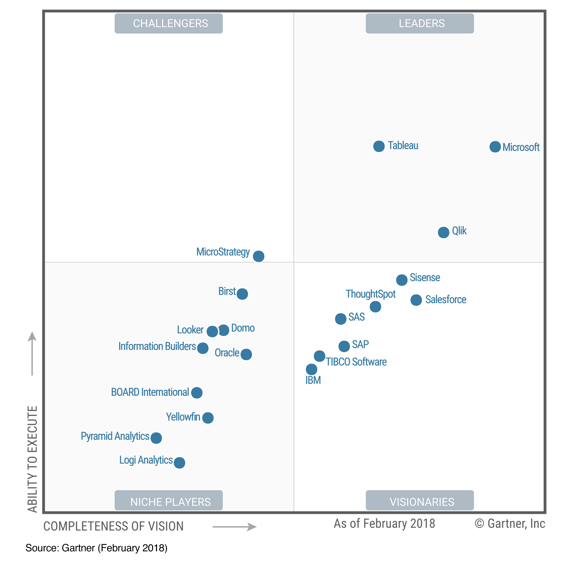 CHALLENGERS
LEADERS
Tableau
Microsoft
Qlik
MicroStrategy
Sisense
Birst
ThoughtSpot
Salesforce
SAS
Looker
Domo
Information Builders
SAP
Oracle
TIBCO Software
IBM
BOARD International
Yellowfin
Pyramid Analytics
Logi Analytics
NICHE PLAYERS
VISIONARIES
ABILITY TO EXECUTE
COMPLETENESS OF VISION
As of February 2018
© Gartner, Inc
Source: Gartner (February 2018)